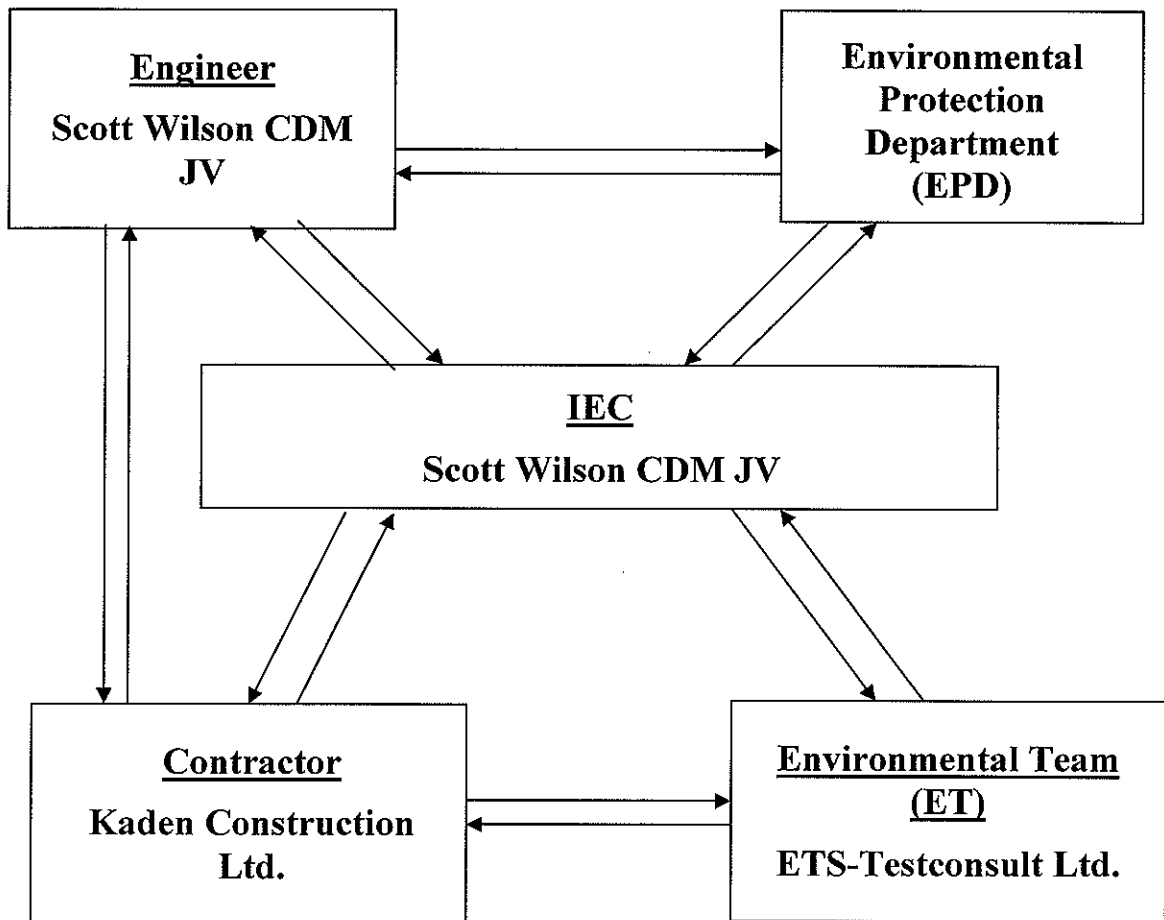 Engineer
Scott Wilson CDM
JV
Environmental
Protection
Department
(EPD)
IEC
Scott Wilson CDM JV
Contractor
Kaden Construction
Ltd.
Environmental Team
(ET)
ETS-Testconsult Ltd.